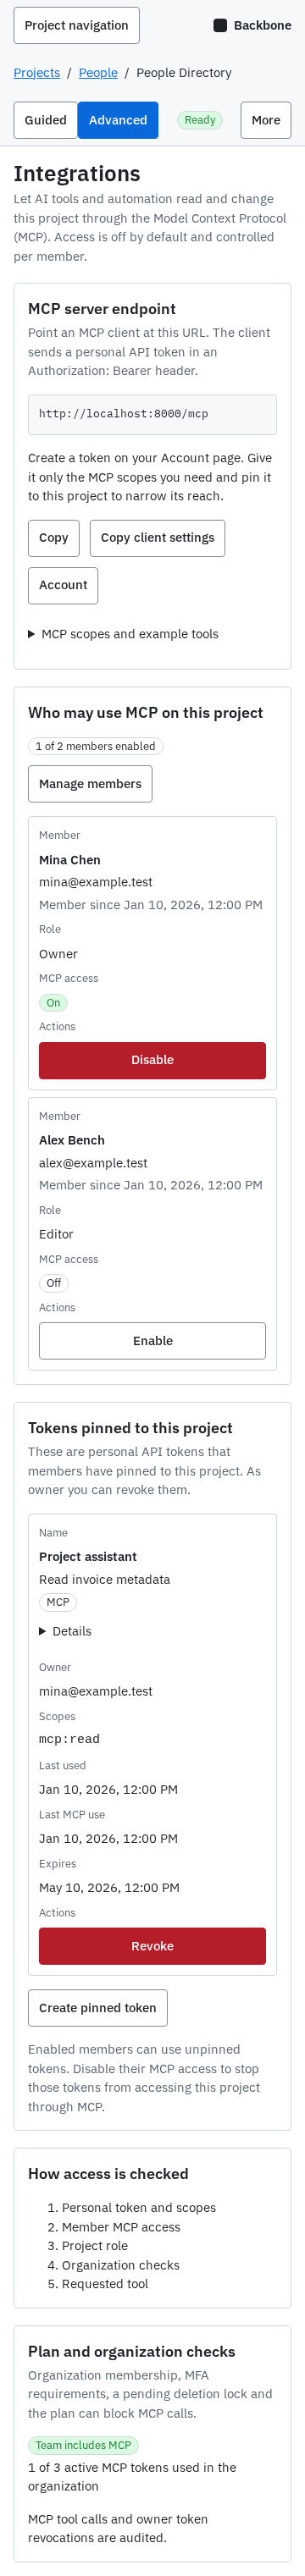 Project navigation
Backbone
Projects / People / People Directory
Guided
Advanced
Ready
More
Integrations
Let AI tools and automation read and change
this project through the Model Context Protocol
(MCP). Access is off by default and controlled
per member.
MCP server endpoint
Point an MCP client at this URL. The client
sends a personal API token in an
Authorization: Bearer header.
http://localhost:8000/mcp
Create a token on your Account page. Give
it only the MCP scopes you need and pin it
to this project to narrow its reach.
Copy
Copy client settings
Account
MCP scopes and example tools
Who may use MCP on this project
1 of 2 members enabled
Manage members
Member
Mina Chen
mina@example.test
Member since Jan 10, 2026, 12:00 PM
Role
Owner
MCP access
On
Actions
Disable
Member
Alex Bench
alex@example.test
Member since Jan 10, 2026, 12:00 PM
Role
Editor
MCP access
Off
Actions
Enable
Tokens pinned to this project
These are personal API tokens that
members have pinned to this project. As
owner you can revoke them.
Name
Project assistant
Read invoice metadata
MCP
Details
Owner
mina@example.test
Scopes
mcp:read
Last used
Jan 10, 2026, 12:00 PM
Last MCP use
Jan 10, 2026, 12:00 PM
Expires
May 10, 2026, 12:00 PM
Actions
Revoke
Create pinned token
Enabled members can use unpinned
tokens. Disable their MCP access to stop
those tokens from accessing this project
through MCP.
How access is checked
1. Personal token and scopes
2. Member MCP access
3. Project role
4. Organization checks
5. Requested tool
Plan and organization checks
Organization membership, MFA
requirements, a pending deletion lock and
the plan can block MCP calls.
Team includes MCP
1 of 3 active MCP tokens used in the
organization
MCP tool calls and owner token
revocations are audited.